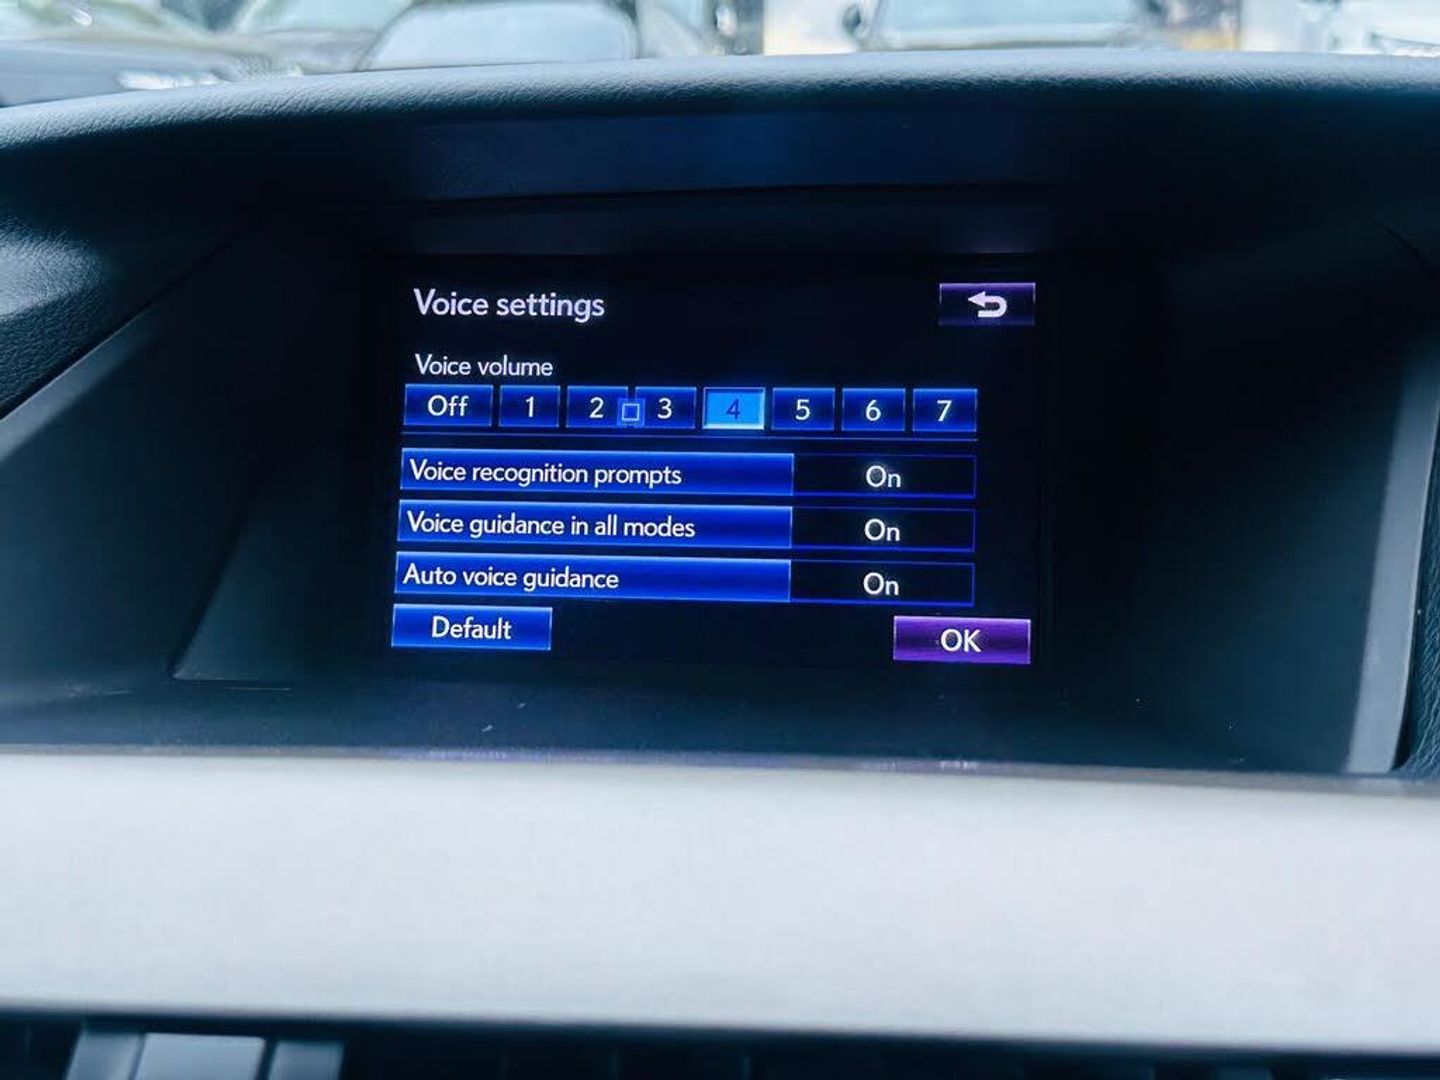 Voice settings
Voice volume
Off 1 2 3 4 5 6 7
Voice recognition prompts On
Voice guidance in all modes On
Auto voice guidance On
Default OK